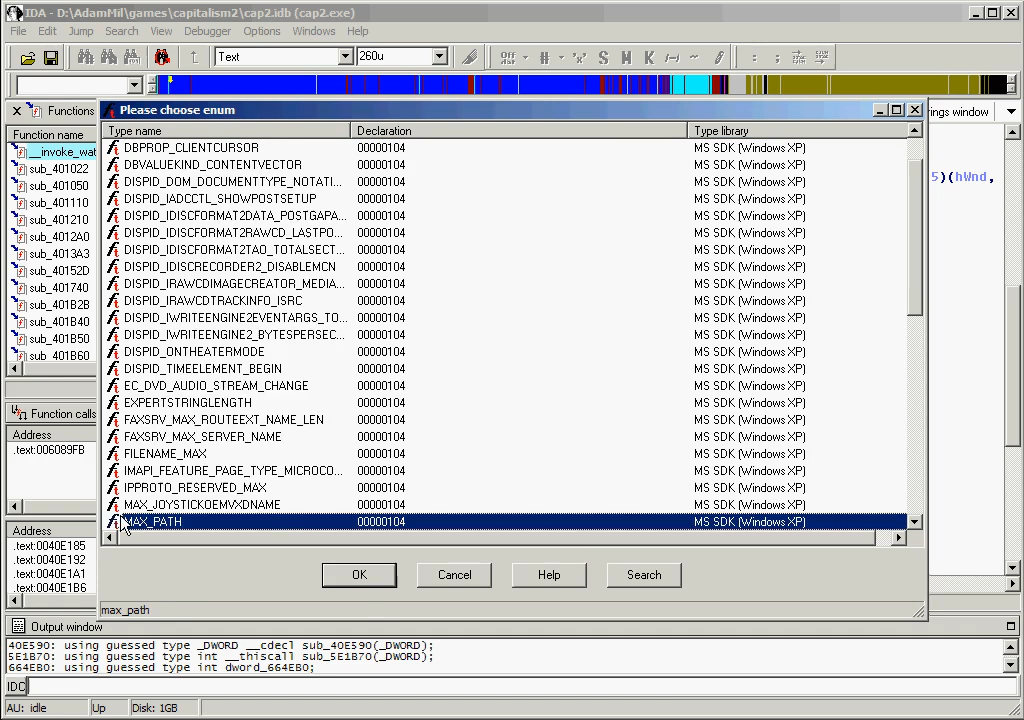 IDA - D:\AdamMil\games\capitalism2\cap2.idb (cap2.exe)
File Edit Jump Search View Debugger Options Windows Help
Text 260u Off dat # 'x' S M K
Functions Please choose enum ings window
Function name Type name Declaration Type library
__invoke_wat DBPROP_CLIENTCURSOR 00000104 MS SDK (Windows XP)
sub_401022 DBVALUEKIND_CONTENTVECTOR 00000104 MS SDK (Windows XP)
sub_401050 DISPID_DOM_DOCUMENTTYPE_NOTATI... 00000104 MS SDK (Windows XP) 5)(hWnd,
sub_401110 DISPID_IADCCTL_SHOWPOSTSETUP 00000104 MS SDK (Windows XP)
sub_401210 DISPID_IDISCFORMAT2DATA_POSTGAPA... 00000104 MS SDK (Windows XP)
sub_4012A0 DISPID_IDISCFORMAT2RAWCD_LASTPO... 00000104 MS SDK (Windows XP)
sub_4013A3 DISPID_IDISCFORMAT2TAO_TOTALSECT... 00000104 MS SDK (Windows XP)
sub_40152D DISPID_IDISCRECORDER2_DISABLEMCN 00000104 MS SDK (Windows XP)
sub_401740 DISPID_IRAWCDIMAGECREATOR_MEDIA... 00000104 MS SDK (Windows XP)
sub_401B2B DISPID_IRAWCDTRACKINFO_ISRC 00000104 MS SDK (Windows XP)
sub_401B40 DISPID_IWRITEENGINE2EVENTARGS_TO... 00000104 MS SDK (Windows XP)
sub_401B50 DISPID_IWRITEENGINE2_BYTESPERSEC... 00000104 MS SDK (Windows XP)
sub_401B60 DISPID_ONTHEATERMODE 00000104 MS SDK (Windows XP)
DISPID_TIMEELEMENT_BEGIN 00000104 MS SDK (Windows XP)
EC_DVD_AUDIO_STREAM_CHANGE 00000104 MS SDK (Windows XP)
EXPERTSTRINGLENGTH 00000104 MS SDK (Windows XP)
Function calls FAXSRV_MAX_ROUTEEXT_NAME_LEN 00000104 MS SDK (Windows XP)
Address FAXSRV_MAX_SERVER_NAME 00000104 MS SDK (Windows XP)
.text:006089FB FILENAME_MAX 00000104 MS SDK (Windows XP)
IMAPI_FEATURE_PAGE_TYPE_MICROCO... 00000104 MS SDK (Windows XP)
IPPROTO_RESERVED_MAX 00000104 MS SDK (Windows XP)
MAX_JOYSTICKOEMVXDNAME 00000104 MS SDK (Windows XP)
MAX_PATH 00000104 MS SDK (Windows XP)
Address
.text:0040E185
.text:0040E192
.text:0040E1A1
.text:0040E1B6
OK Cancel Help Search
max_path
Output window
40E590: using guessed type _DWORD __cdecl sub_40E590(_DWORD);
5E1B70: using guessed type int __thiscall sub_5E1B70(_DWORD);
664EB0: using guessed type int dword_664EB0;
IDC
AU: idle Up Disk: 1GB